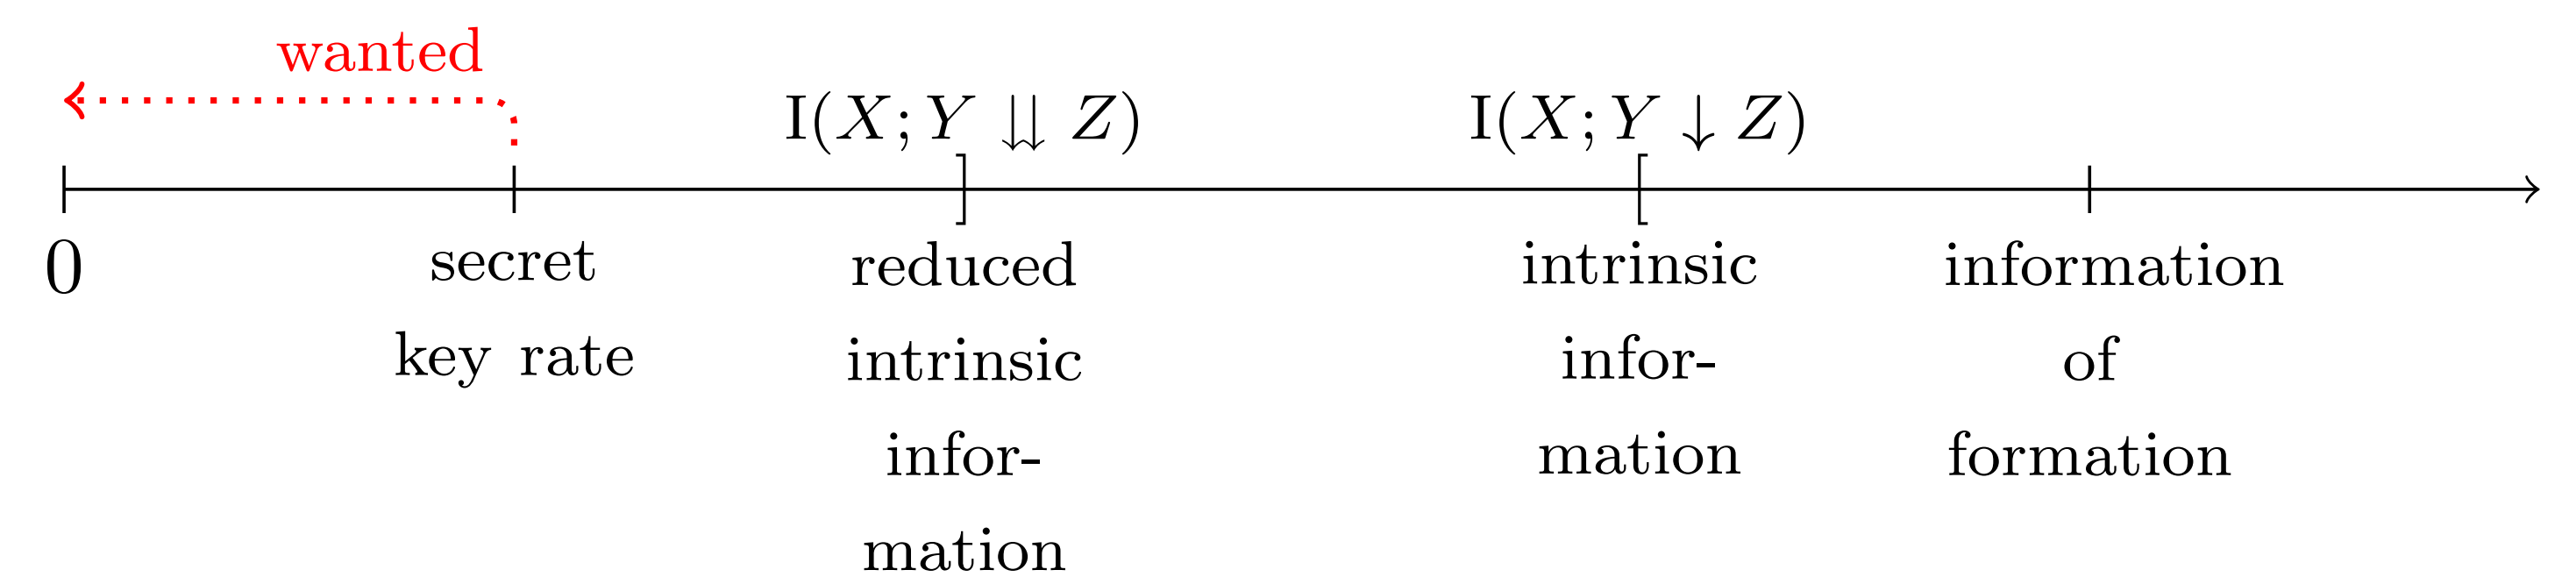 wanted
I(X; Y ⇊ Z)
I(X; Y ↓ Z)
0
secret
key rate
reduced
intrinsic
infor-
mation
intrinsic
infor-
mation
information
of
formation